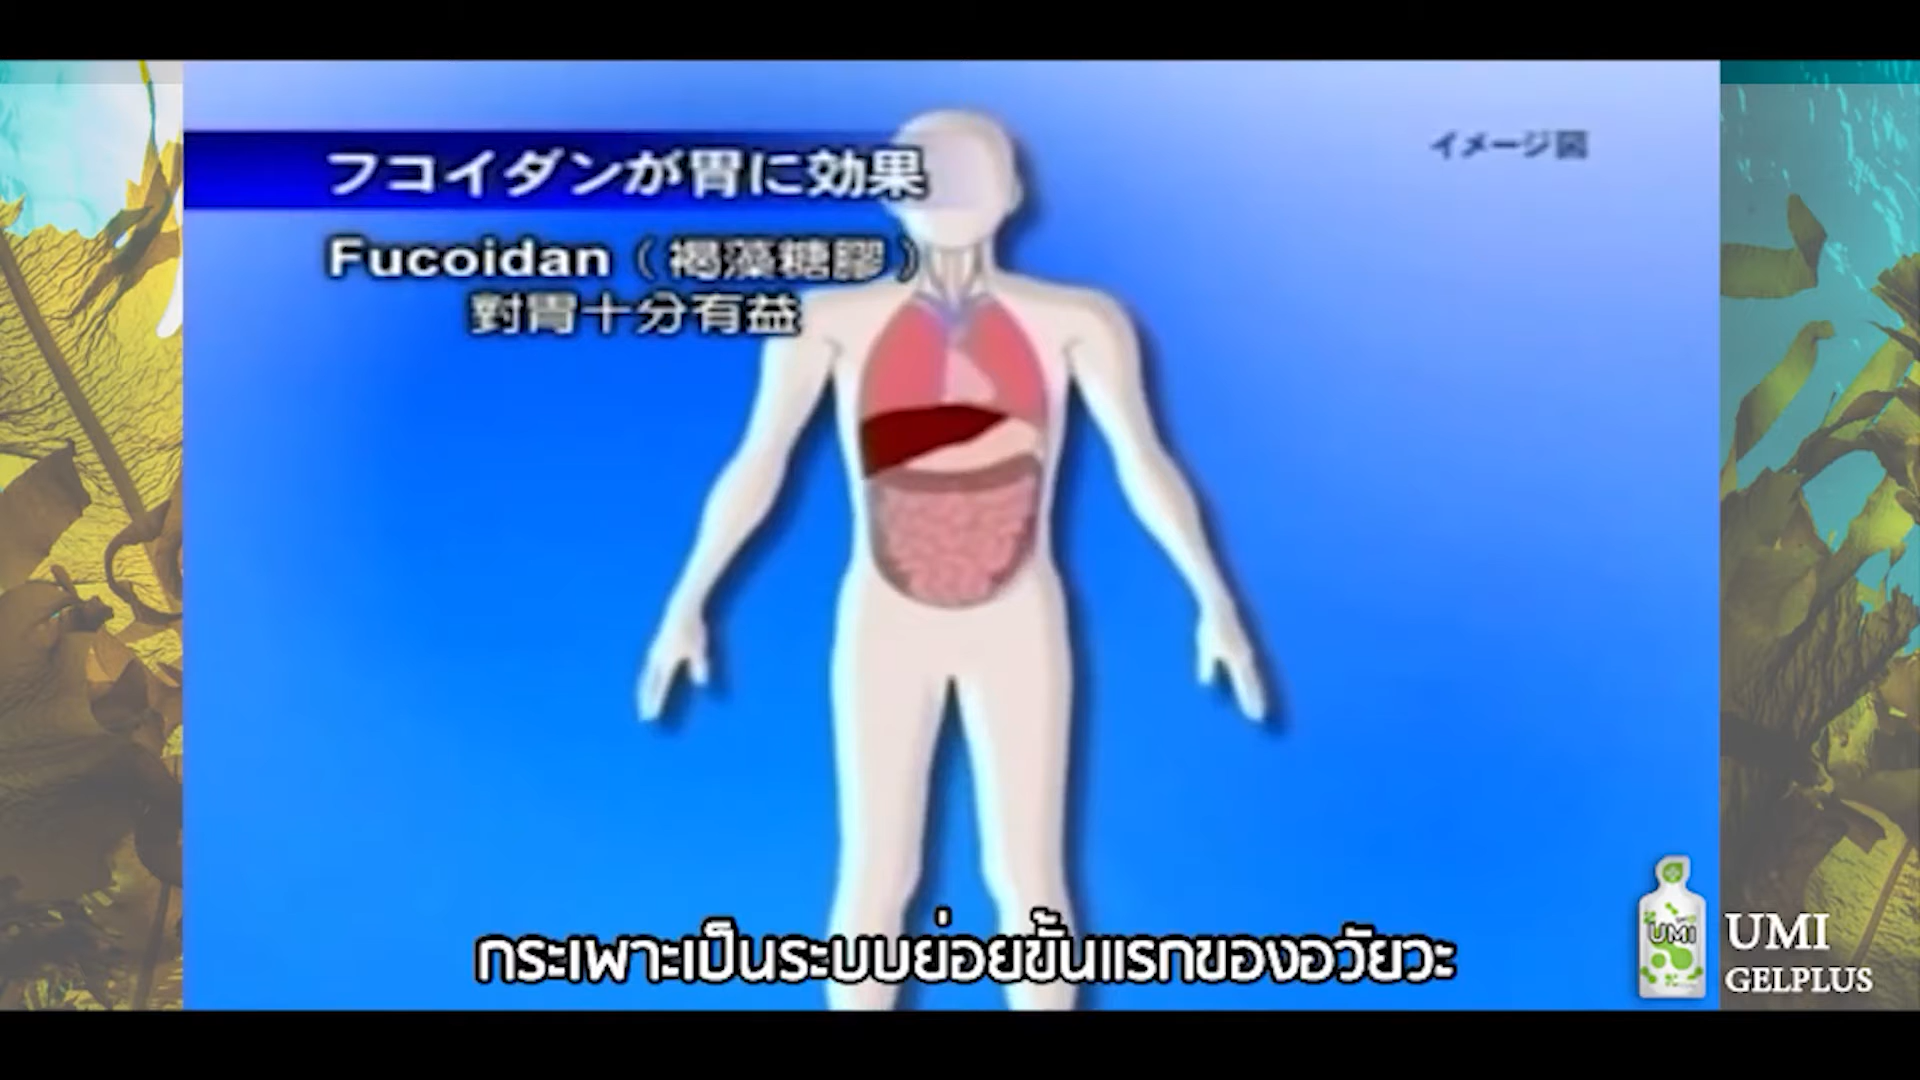 フコイダンが胃に効果
イメージ図
Fucoidan（褐藻糖膠）
對胃十分有益
กระเพาะเป็นระบบย่อยขั้นแรกของอวัยวะ
UMI
UMI
GELPLUS